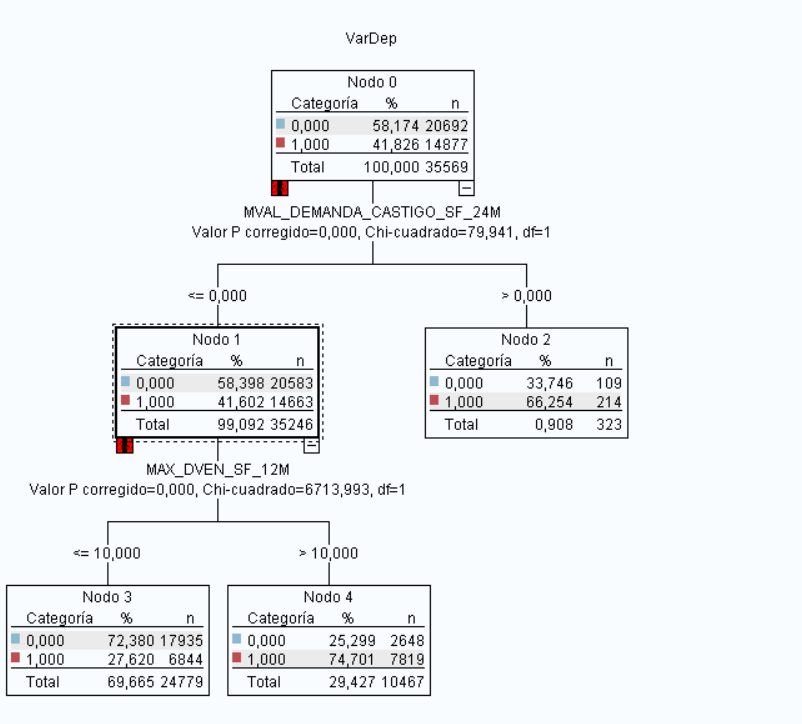 VarDep
Nodo 0
Categoría % n
0,000 58,174 20692
1,000 41,826 14877
Total 100,000 35569
MVAL_DEMANDA_CASTIGO_SF_24M
Valor P corregido=0,000, Chi-cuadrado=79,941, df=1
<= 0,000
> 0,000
Nodo 1
Categoría % n
0,000 58,398 20583
1,000 41,602 14663
Total 99,092 35246
Nodo 2
Categoría % n
0,000 33,746 109
1,000 66,254 214
Total 0,908 323
MAX_DVEN_SF_12M
Valor P corregido=0,000, Chi-cuadrado=6713,993, df=1
<= 10,000
> 10,000
Nodo 3
Categoría % n
0,000 72,380 17935
1,000 27,620 6844
Total 69,665 24779
Nodo 4
Categoría % n
0,000 25,299 2648
1,000 74,701 7819
Total 29,427 10467